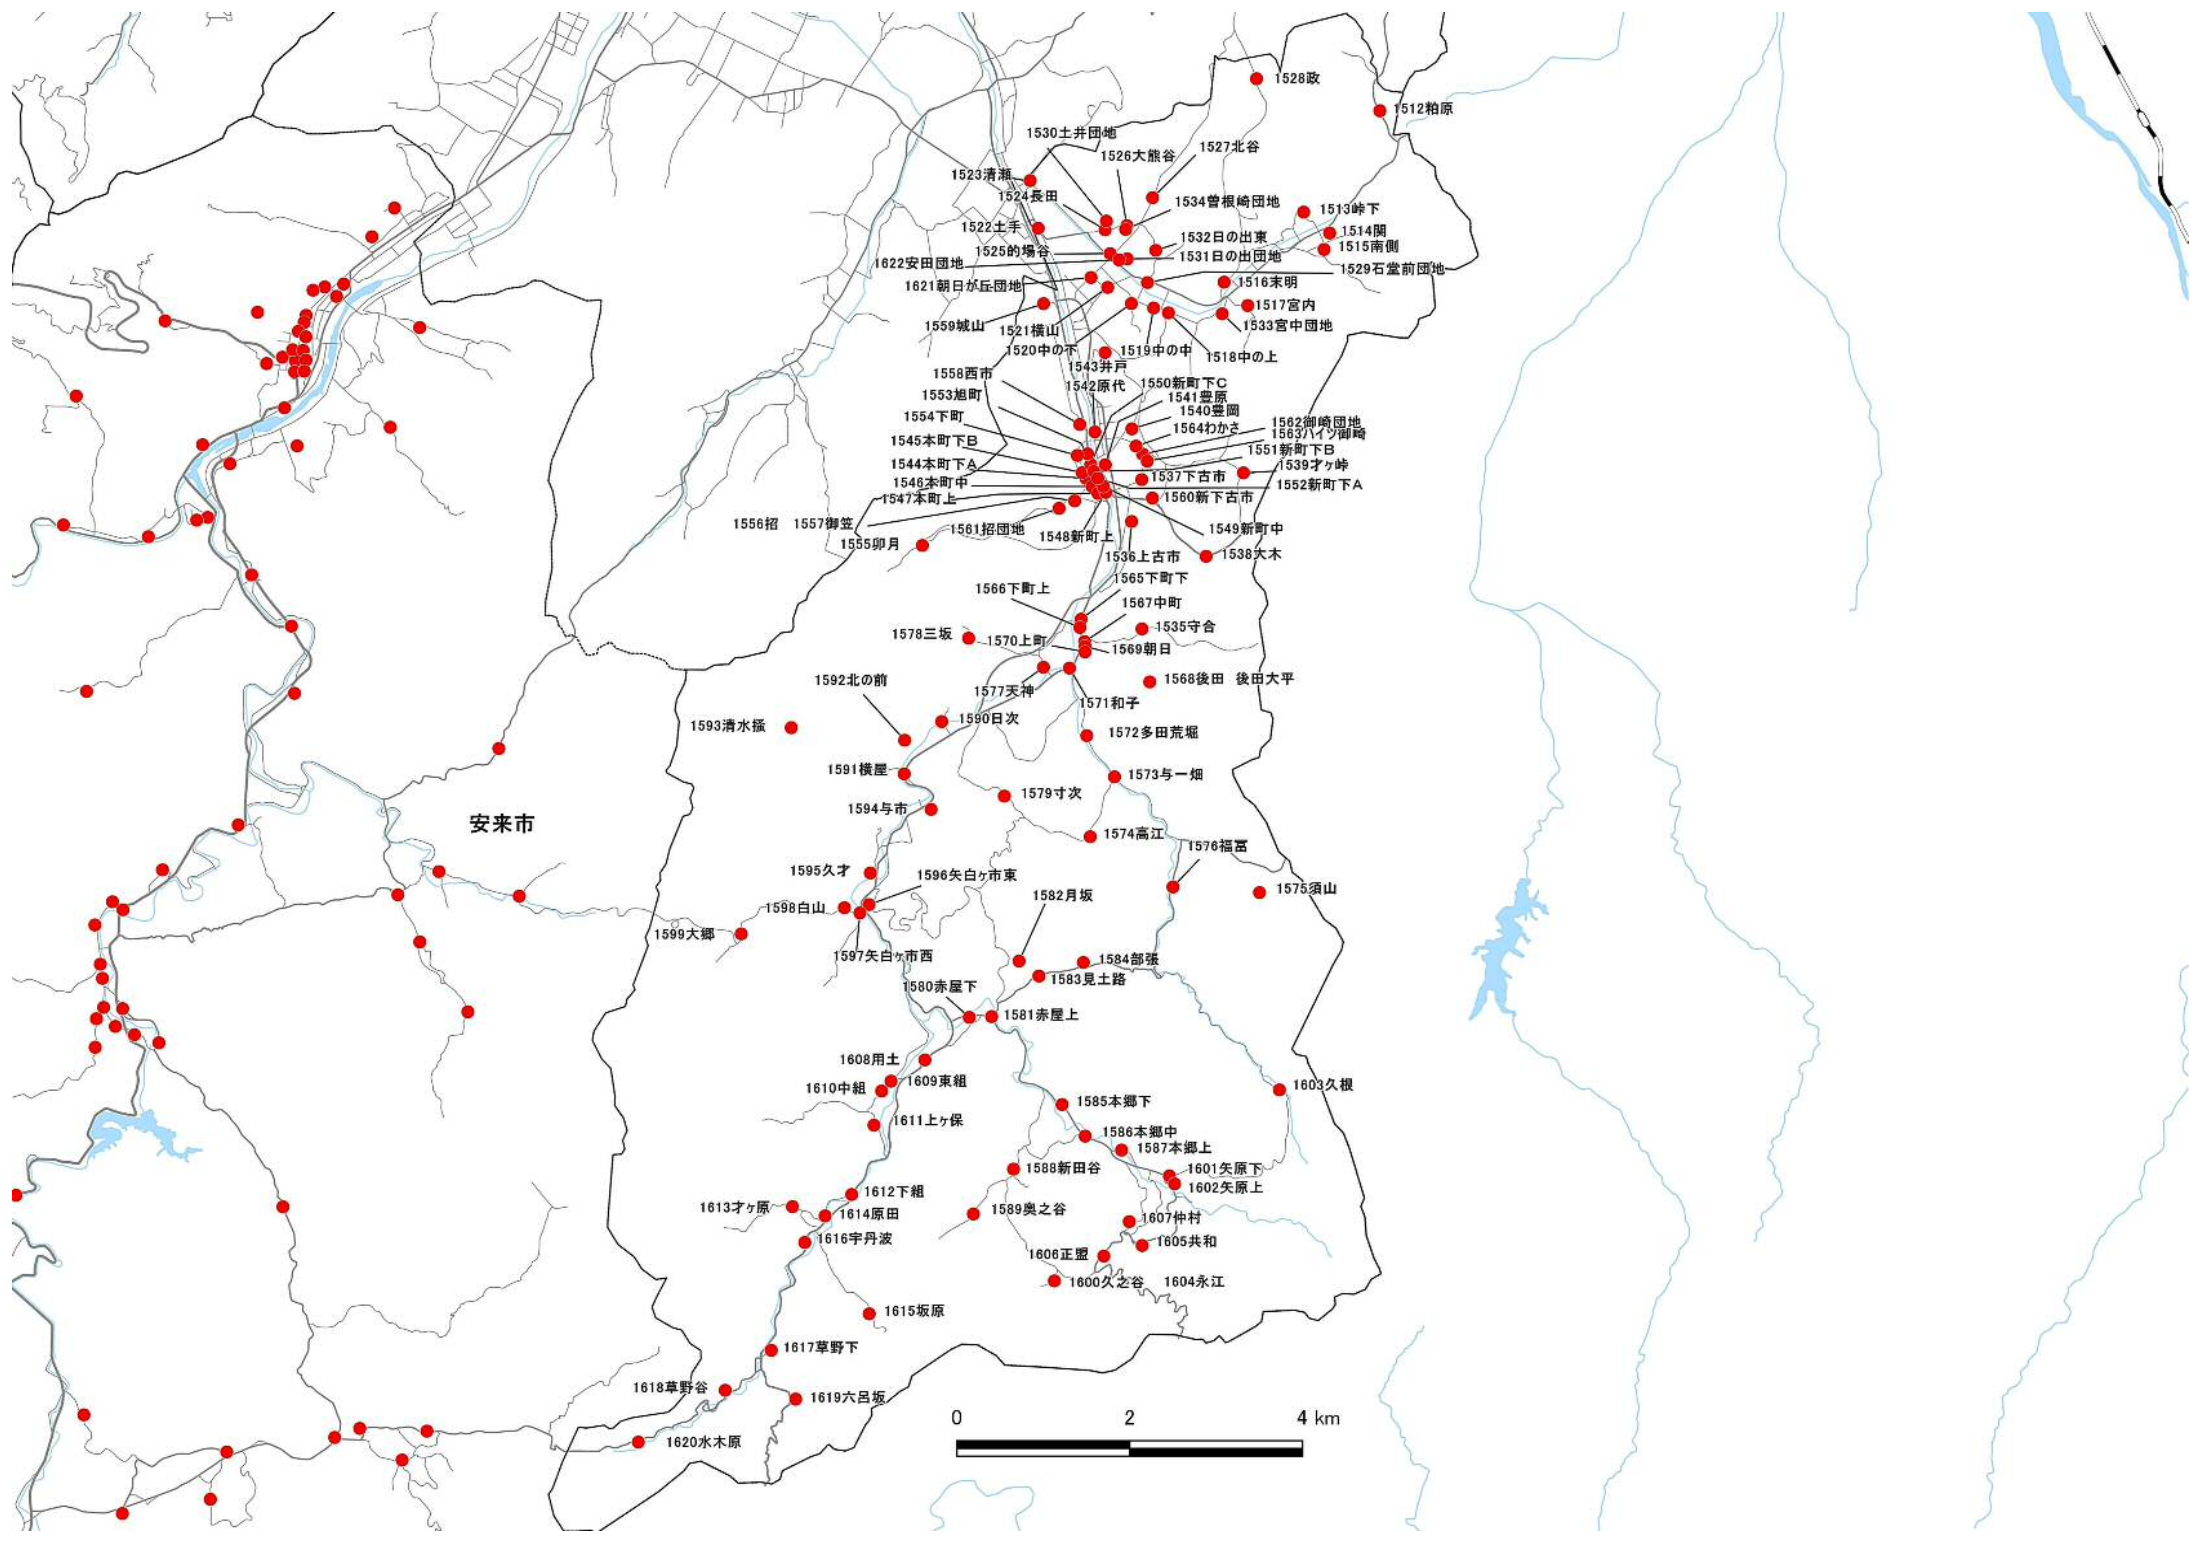 1528政
1512粕原
1530土井団地
1526大熊谷
1527北谷
1523清瀬
1524長田
1534曽根崎団地
1513峠下
1522土手
1514関
1532日の出東
1515南側
1525的場谷
1531日の出団地
1622安田団地
1529石堂前団地
1621朝日が丘団地
1516末明
1517宮内
1559城山
1521横山
1533宮中団地
1520中の下
1519中の中
1518中の上
1543井戸
1558西市
1542原代
1550新町下C
1553旭町
1541豊原
1554下町
1540豊岡
1562御崎団地
1564わかさ
1563ハイツ御崎
1545本町下B
1551新町下B
1544本町下A
1539才ヶ峠
1537下古市
1546本町中
1552新町下A
1547本町上
1560新下古市
1556招　1557御笠
1561招団地
1549新町中
1548新町上
1555卯月
1536上古市
1538大木
1565下町下
1566下町上
1567中町
1535守合
1578三坂
1570上町
1569朝日
1568後田　後田大平
1592北の前
1577天神
1571和子
1593清水掻
1590日次
1572多田荒堀
1591横屋
1573与一畑
1579寸次
1594与市
安来市
1574高江
1576福冨
1595久才
1596矢白ヶ市東
1575須山
1582月坂
1598白山
1599大郷
1597矢白ヶ市西
1584部張
1583見土路
1580赤屋下
1581赤屋上
1608用土
1609東組
1610中組
1603久根
1585本郷下
1611上ヶ保
1586本郷中
1587本郷上
1588新田谷
1601矢原下
1602矢原上
1612下組
1613才ヶ原
1614原田
1589奥之谷
1607仲村
1616宇丹波
1605共和
1606正盟
1600久之谷
1604永江
1615坂原
1617草野下
1618草野谷
1619六呂坂
0 2 4 km
1620水木原